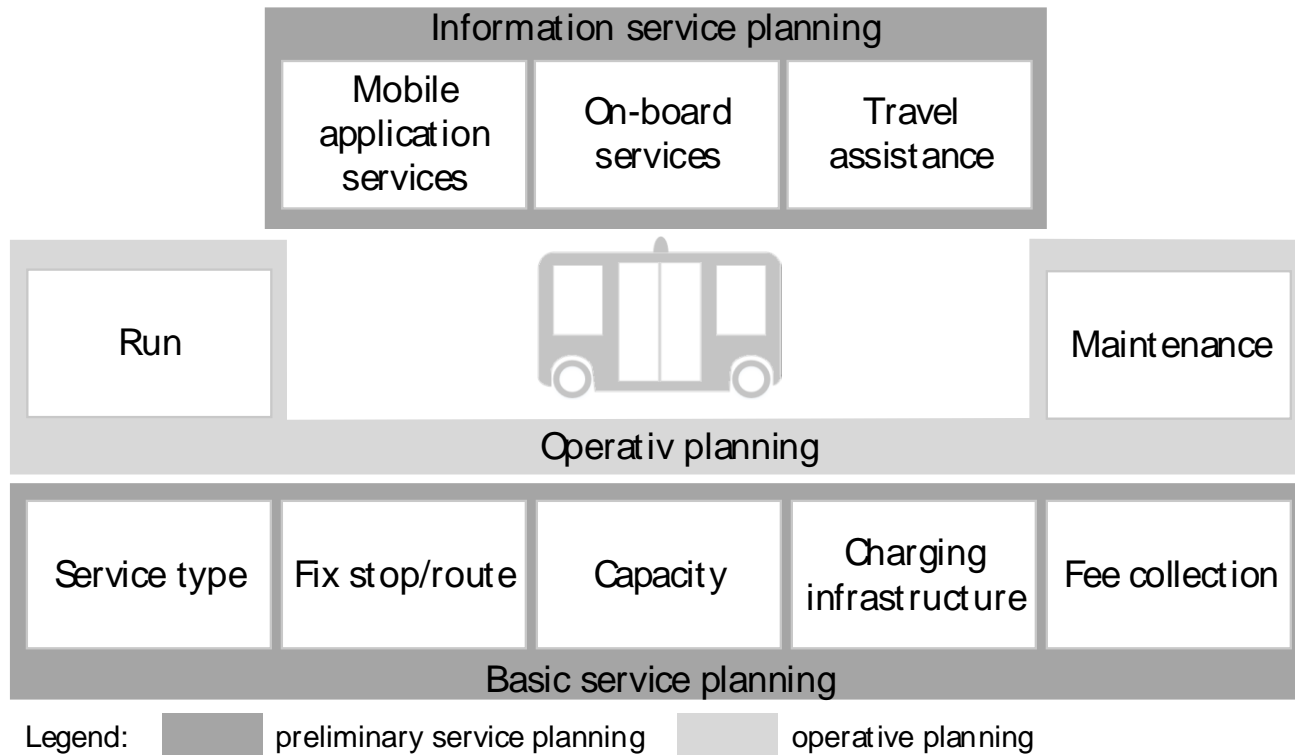 Information service planning
Mobile
application
services
On-board
services
Travel
assistance
Run
Maintenance
Operativ planning
Service type
Fix stop/route
Capacity
Charging
infrastructure
Fee collection
Basic service planning
Legend: preliminary service planning operative planning